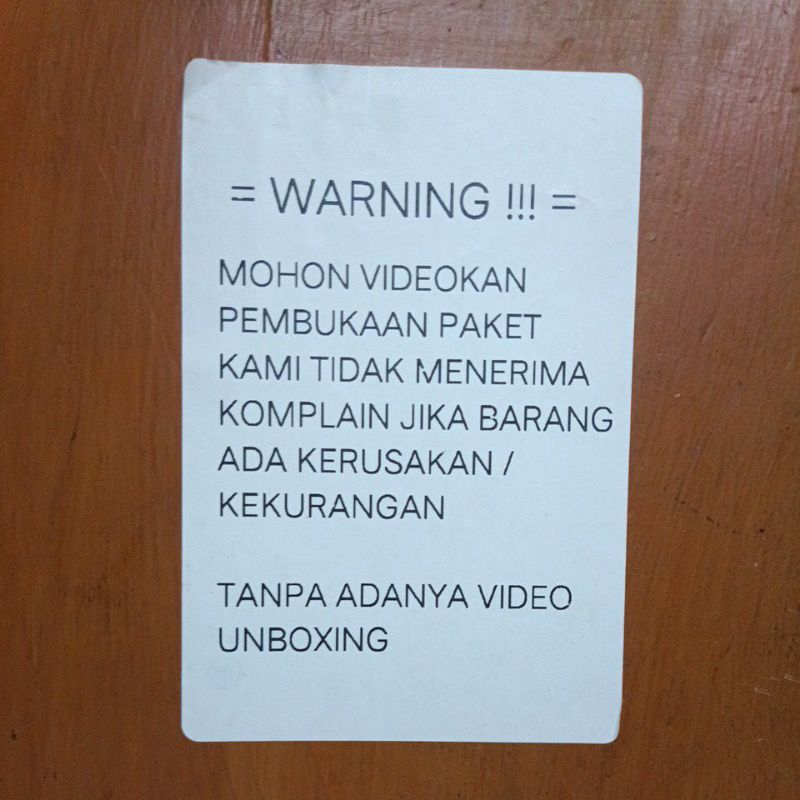 = WARNING !!! =
MOHON VIDEOKAN
PEMBUKAAN PAKET
KAMI TIDAK MENERIMA
KOMPLAIN JIKA BARANG
ADA KERUSAKAN /
KEKURANGAN
TANPA ADANYA VIDEO
UNBOXING